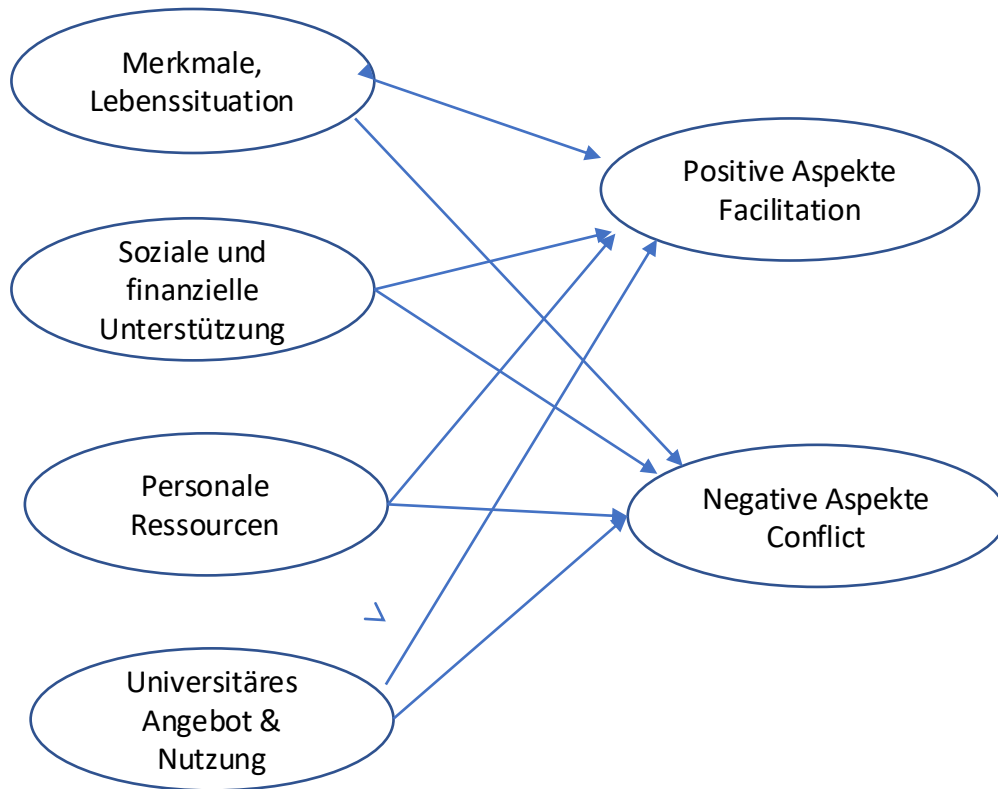 Merkmale,
Lebenssituation
Positive Aspekte
Facilitation
Soziale und
finanzielle
Unterstützung
Personale
Ressourcen
Negative Aspekte
Conflict
Universitäres
Angebot &
Nutzung